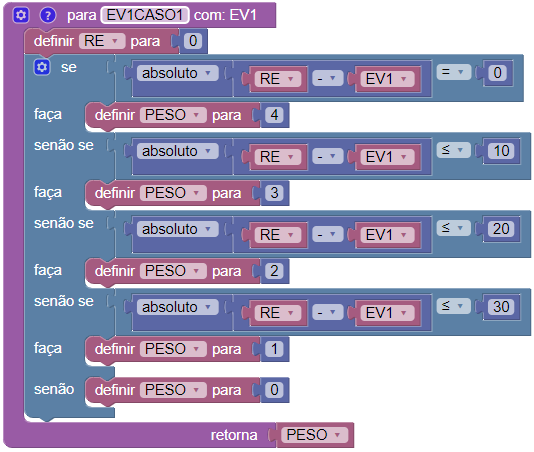 ? para EV1CASO1 com: EV1
definir RE para 0
se absoluto RE - EV1 = 0
faça definir PESO para 4
senão se absoluto RE - EV1 ≤ 10
faça definir PESO para 3
senão se absoluto RE - EV1 ≤ 20
faça definir PESO para 2
senão se absoluto RE - EV1 ≤ 30
faça definir PESO para 1
senão definir PESO para 0
retorna PESO